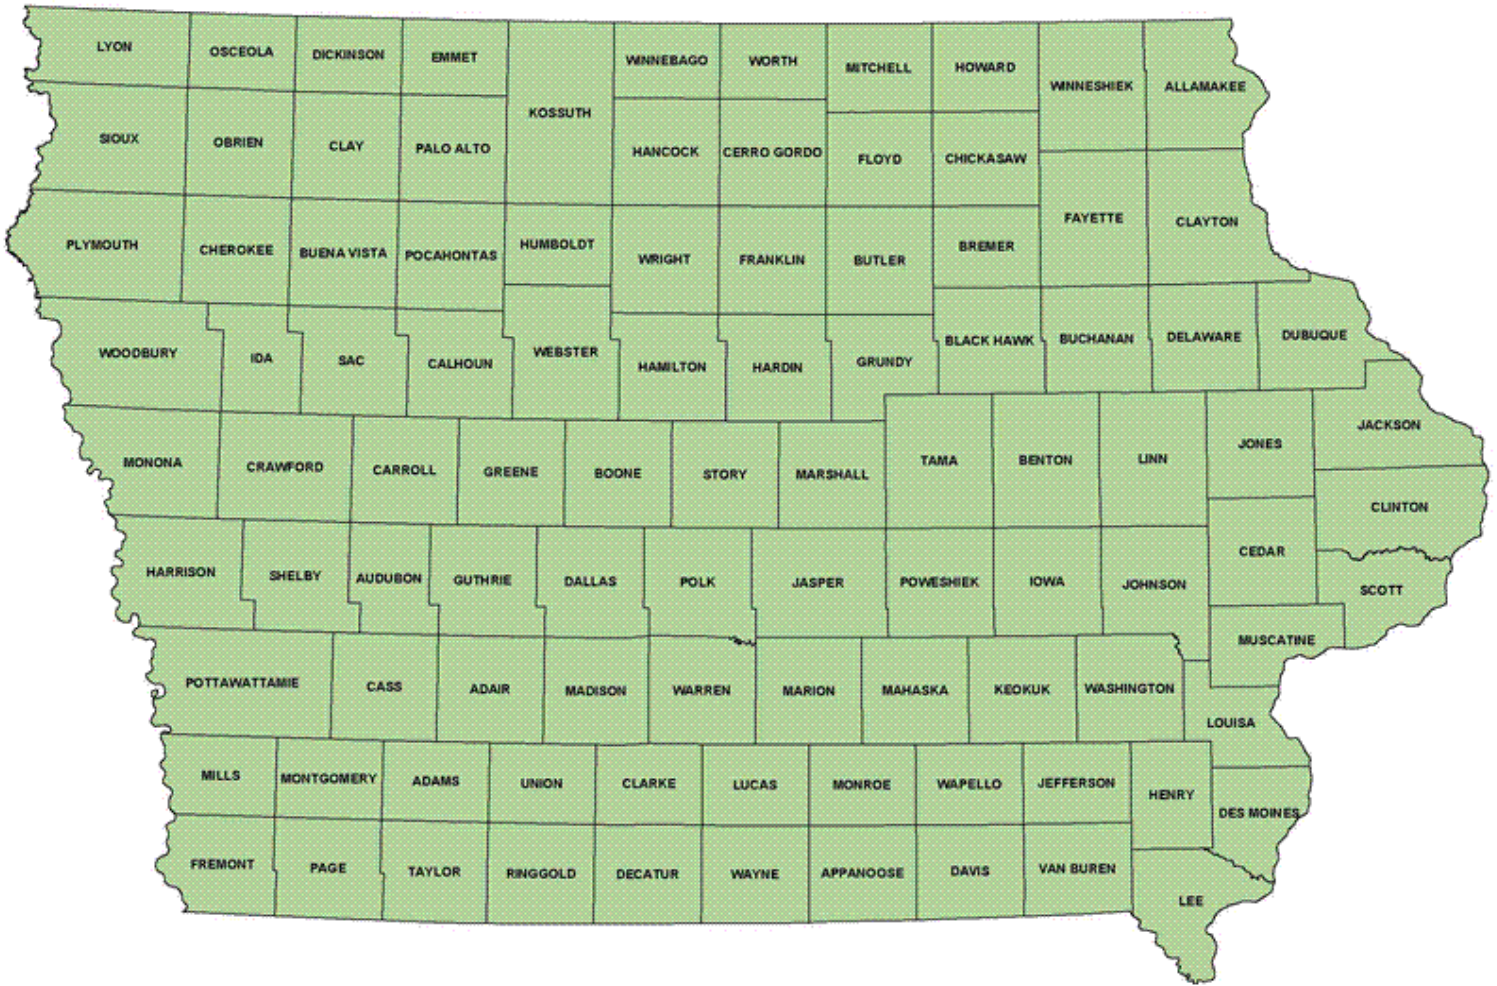 LYON
OSCEOLA
DICKINSON
EMMET
KOSSUTH
WINNEBAGO
WORTH
MITCHELL
HOWARD
WINNESHIEK
ALLAMAKEE
SIOUX
OBRIEN
CLAY
PALO ALTO
HANCOCK
CERRO GORDO
FLOYD
CHICKASAW
FAYETTE
CLAYTON
PLYMOUTH
CHEROKEE
BUENA VISTA
POCAHONTAS
HUMBOLDT
WRIGHT
FRANKLIN
BUTLER
BREMER
WOODBURY
IDA
SAC
CALHOUN
WEBSTER
HAMILTON
HARDIN
GRUNDY
BLACK HAWK
BUCHANAN
DELAWARE
DUBUQUE
MONONA
CRAWFORD
CARROLL
GREENE
BOONE
STORY
MARSHALL
TAMA
BENTON
LINN
JONES
JACKSON
CLINTON
HARRISON
SHELBY
AUDUBON
GUTHRIE
DALLAS
POLK
JASPER
POWESHIEK
IOWA
JOHNSON
CEDAR
SCOTT
MUSCATINE
POTTAWATTAMIE
CASS
ADAIR
MADISON
WARREN
MARION
MAHASKA
KEOKUK
WASHINGTON
LOUISA
MILLS
MONTGOMERY
ADAMS
UNION
CLARKE
LUCAS
MONROE
WAPELLO
JEFFERSON
HENRY
DES MOINES
FREMONT
PAGE
TAYLOR
RINGGOLD
DECATUR
WAYNE
APPANOOSE
DAVIS
VAN BUREN
LEE